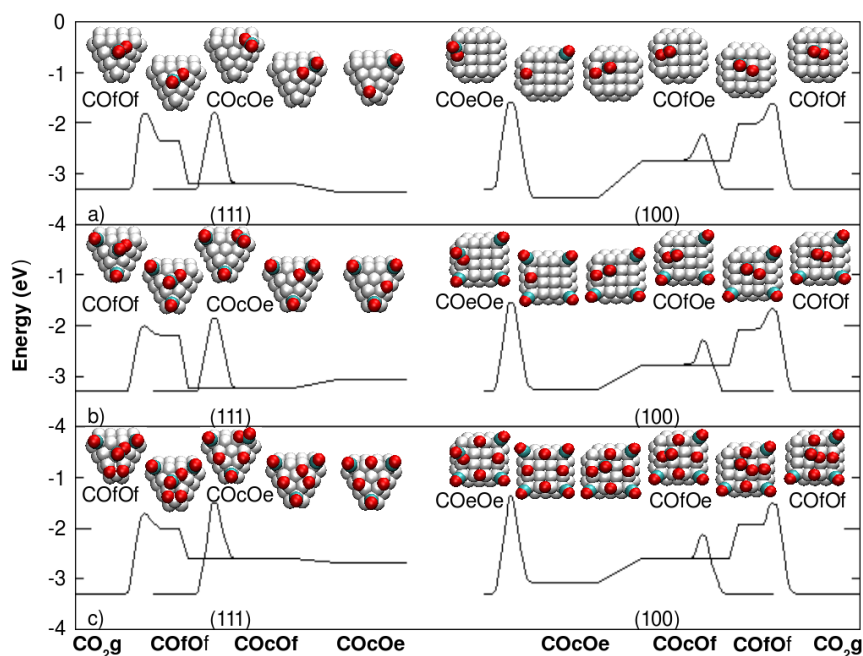 0
-1
-2
-3
-4
-1
-2
-3
-4
-1
-2
-3
-4
Energy (eV)
COfOf COcOe COeOe COfOe COfOf
a) (111) (100)
COfOf COcOe COeOe COfOe COfOf
b) (111) (100)
COfOf COcOe COeOe COfOe COfOf
c) (111) (100)
CO2g COfOf COcOf COcOe COcOe COcOf COfOf CO2g